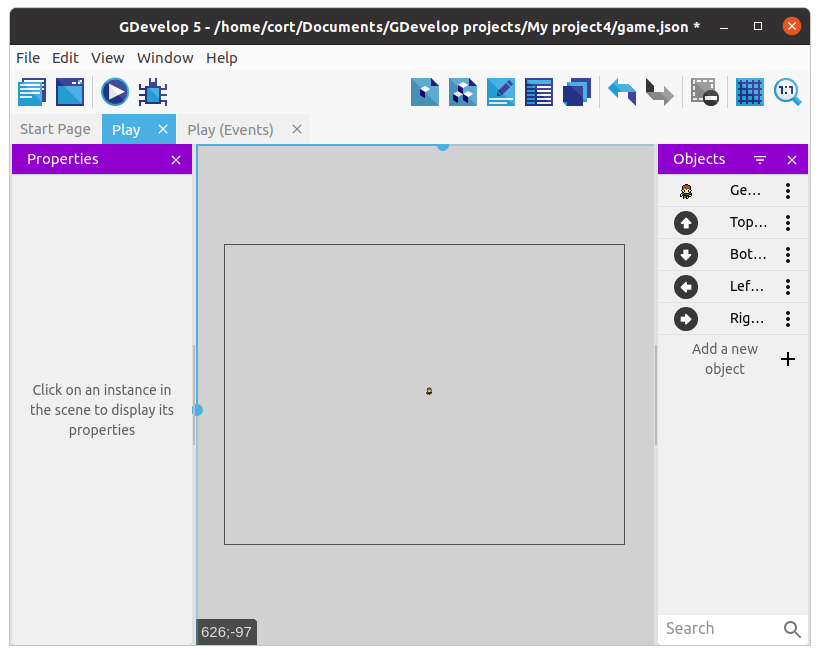 GDevelop 5 - /home/cort/Documents/GDevelop projects/My project4/game.json *
File Edit View Window Help
1:1
Start Page Play Play (Events)
Properties
Objects
Ge...
Top...
Bot...
Lef...
Rig...
Add a new
object
Click on an instance in
the scene to display its
properties
626;-97
Search